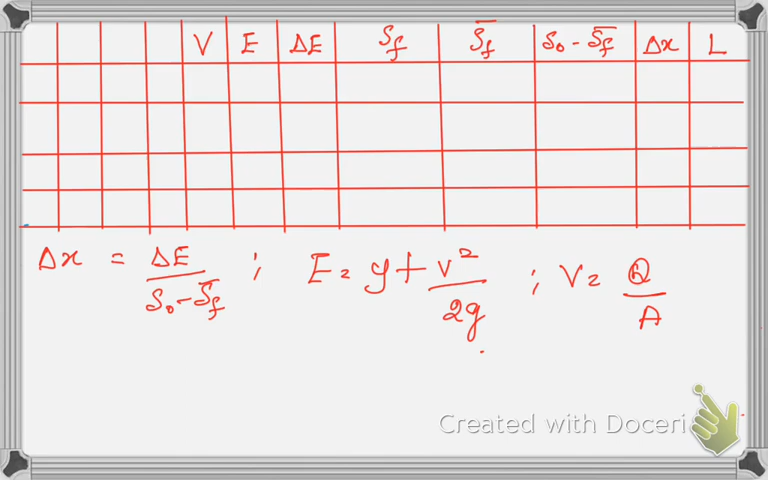 V E ΔE Sf S̄f S₀ - S̄f Δx L
Δx = ΔE / S₀ - S̄f ; E = y + v² / 2g ; V = Q / A
Created with Doceri